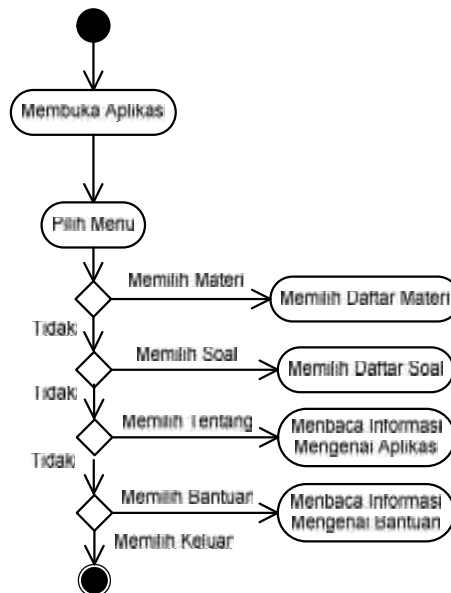 Membuka Aplikasi
Pilih Menu
Memilih Materi
Memilih Daftar Materi
Tidak
Memilih Soal
Memilih Daftar Soal
Tidak
Memilih Tentang
Menbaca Informasi
Mengenai Aplikasi
Tidak
Memilih Bantuan
Menbaca Informasi
Mengenai Bantuan
Memilih Keluar